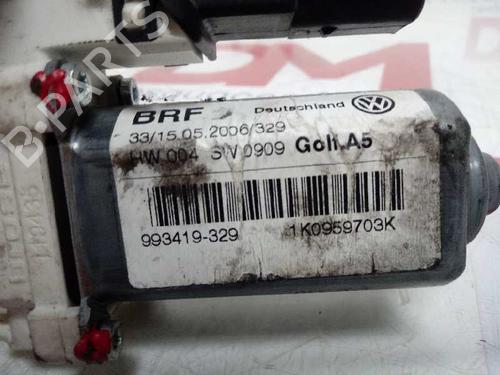 BRF Deutschland
33/15.05.2006/329
HW 004 SW 0909 Golf A5
993419-329 1K0959703K
B-PARTS